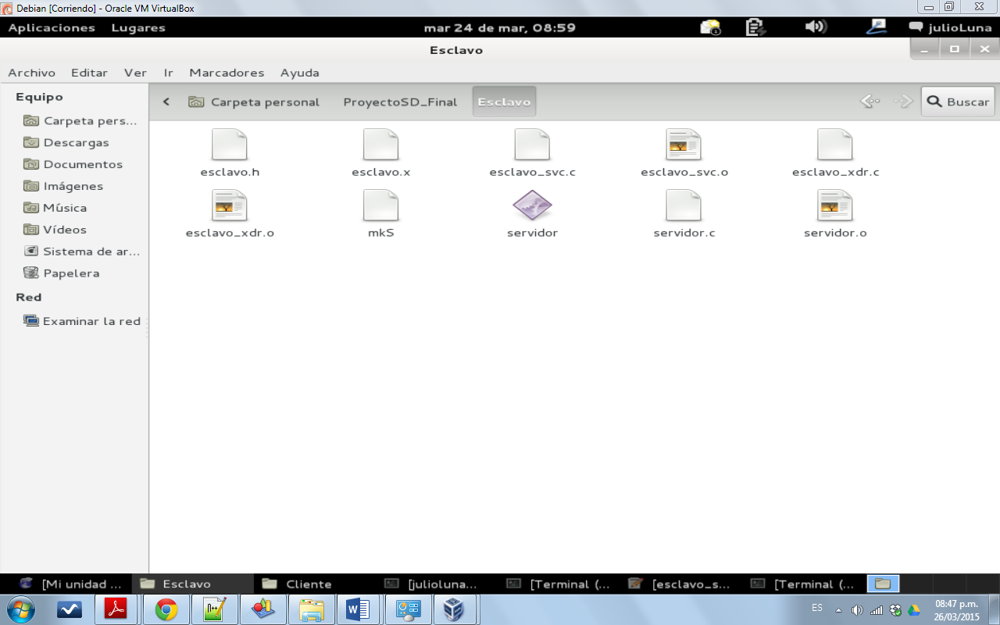 Debian [Corriendo] - Oracle VM VirtualBox
Aplicaciones Lugares mar 24 de mar, 08:59 julioLuna
Esclavo
Archivo Editar Ver Ir Marcadores Ayuda
Equipo
Carpeta pers...
Descargas
Documentos
Imágenes
Música
Vídeos
Sistema de ar...
Papelera
Red
Examinar la red
Carpeta personal ProyectoSD_Final Esclavo Buscar
esclavo.h esclavo.x esclavo_svc.c esclavo_svc.o esclavo_xdr.c
esclavo_xdr.o mkS servidor servidor.c servidor.o
[Mi unidad ... Esclavo Cliente [julioluna... [Terminal (... [esclavo_s... [Terminal (...
ES 08:47 p.m.
26/03/2015